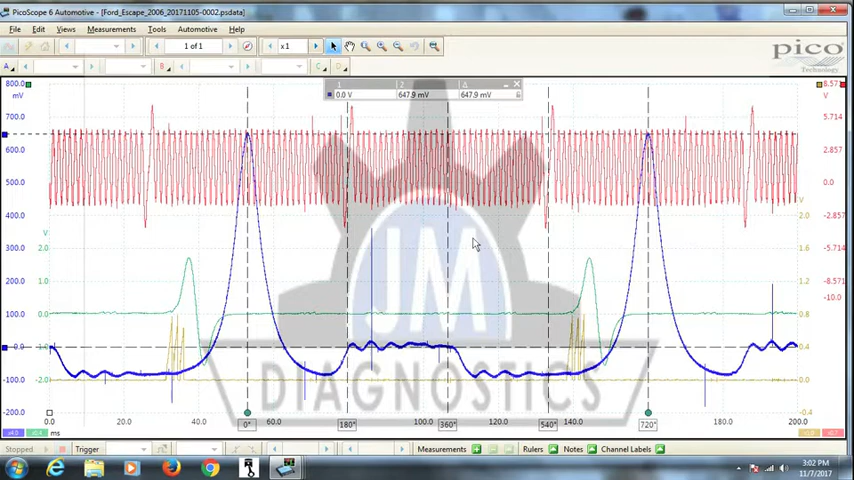 PicoScope 6 Automotive - [Ford_Escape_2006_20171105-0002.psdata]
File Edit Views Measurements Tools Automotive Help
1 of 1 x1
pico
Technology
A B C D
1 2 Δ
0.0 V 647.9 mV 647.9 mV
800.0 8.571
mV V
700.0 5.714
600.0 2.857
500.0 0.0
400.0 V 2.0 -2.857
V
300.0 2.0 1.6 -5.714
200.0 1.0 1.2 -8.571
100.0 0.0 0.8 -10.0
0.0 -1.0 0.4
-100.0 -2.0 0.0
-200.0 -0.4
JM
DIAGNOSTICS
0.0 20.0 40.0 0° 60.0 180° 100.0 360° 120.0 540° 140.0 720° 200.0
ms
Stopped Trigger Measurements Rulers Notes Channel Labels
3:02 PM
11/7/2017